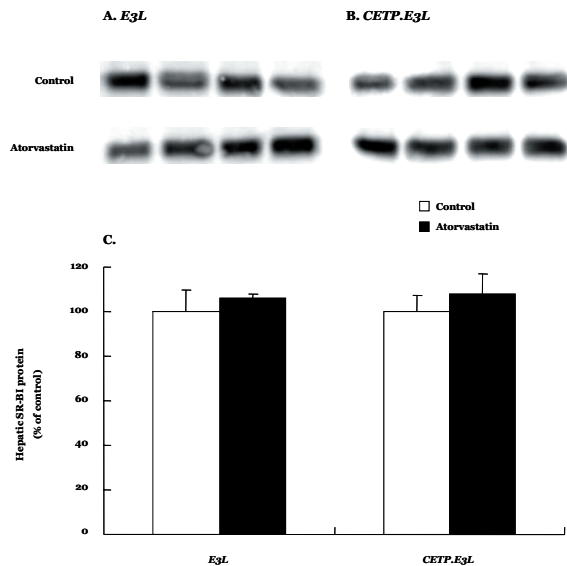 A. E3L
B. CETP.E3L
Control
Atorvastatin
Control
Atorvastatin
C.
120
100
80
60
40
20
0
Hepatic SR-BI protein
(% of control)
E3L
CETP.E3L